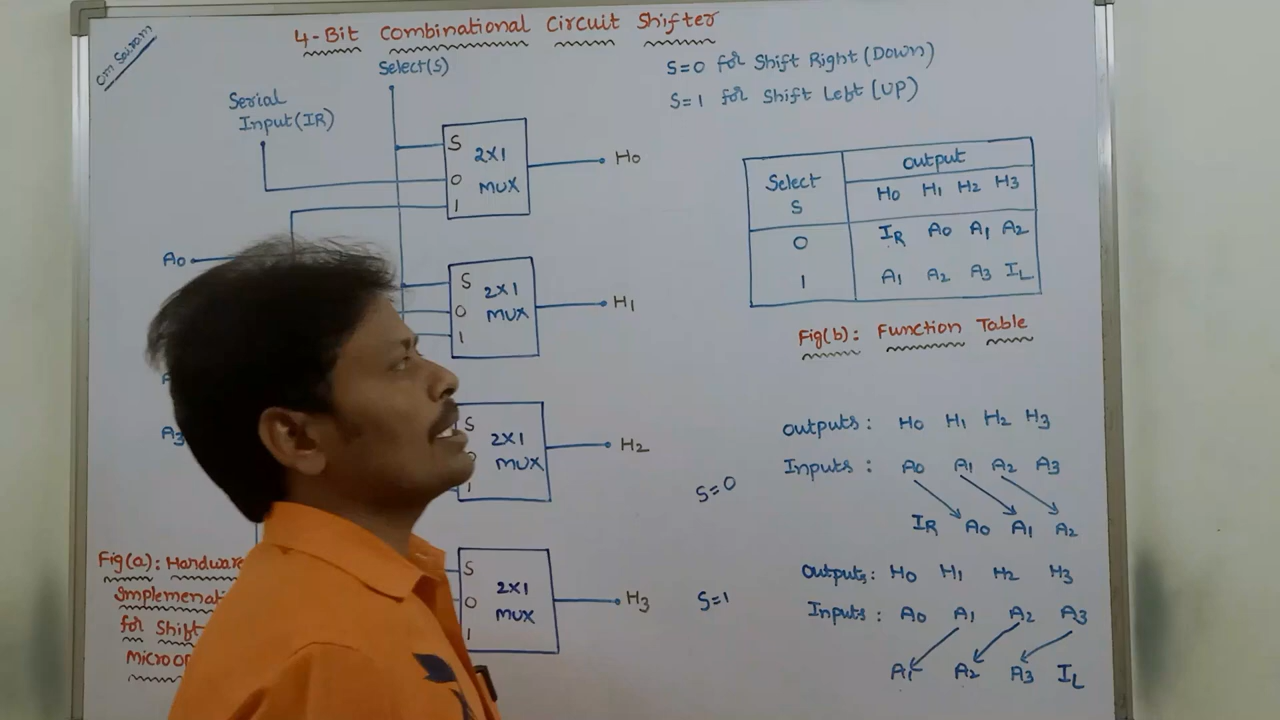 Om Sairam
4-Bit Combinational Circuit Shifter
Select(S)
Serial
Input(IR)
S=0 for Shift Right (Down)
S=1 for Shift Left (UP)
S
0
1
2X1
MUX
H0
A0
S
0
1
2X1
MUX
H1
A3
S
1
2X1
MUX
H2
S
0
1
2X1
MUX
H3
Fig(a): Hardware
for Shift
Select
S
Output
H0 H1 H2 H3
0 IR A0 A1 A2
1 A1 A2 A3 IL
Fig(b): Function Table
S=0
Outputs: H0 H1 H2 H3
Inputs: A0 A1 A2 A3
IR A0 A1 A2
S=1
Outputs: H0 H1 H2 H3
Inputs: A0 A1 A2 A3
A1 A2 A3 IL